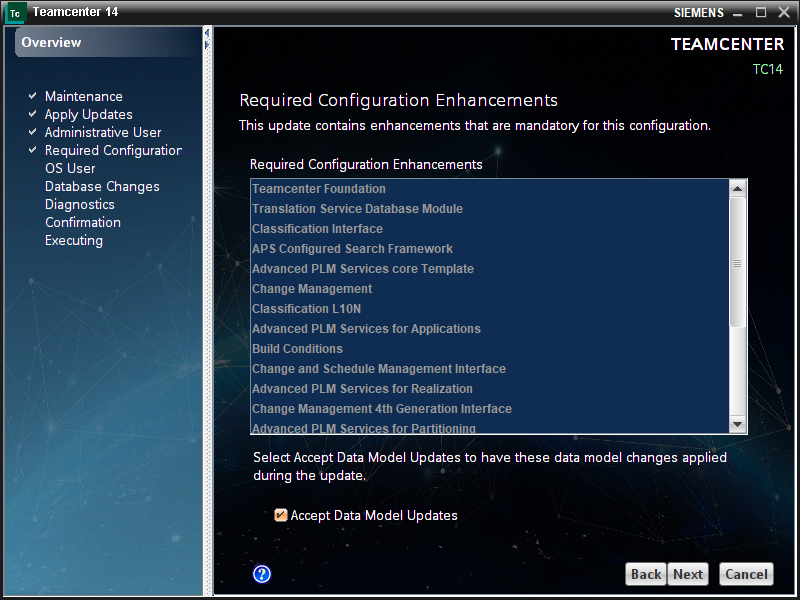 Tc Teamcenter 14
SIEMENS
Overview
Maintenance
Apply Updates
Administrative User
Required Configuration
OS User
Database Changes
Diagnostics
Confirmation
Executing
TEAMCENTER
TC14
Required Configuration Enhancements
This update contains enhancements that are mandatory for this configuration.
Required Configuration Enhancements
Teamcenter Foundation
Translation Service Database Module
Classification Interface
APS Configured Search Framework
Advanced PLM Services core Template
Change Management
Classification L10N
Advanced PLM Services for Applications
Build Conditions
Change and Schedule Management Interface
Advanced PLM Services for Realization
Change Management 4th Generation Interface
Advanced PLM Services for Partitioning
Select Accept Data Model Updates to have these data model changes applied
during the update.
Accept Data Model Updates
?
Back Next Cancel